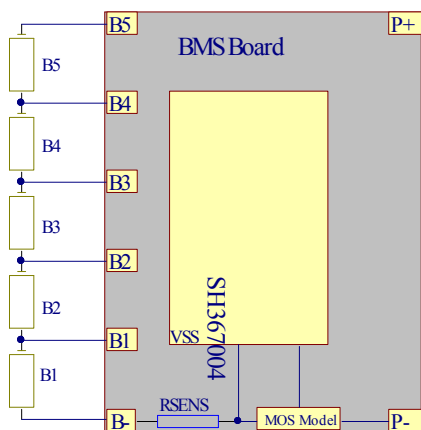 B5
P+
BMS Board
B5
B4
B4
B3
B3
B2
B2
SH367004
VSS
B1
B1
RSENS
B-
MOS Model
P-